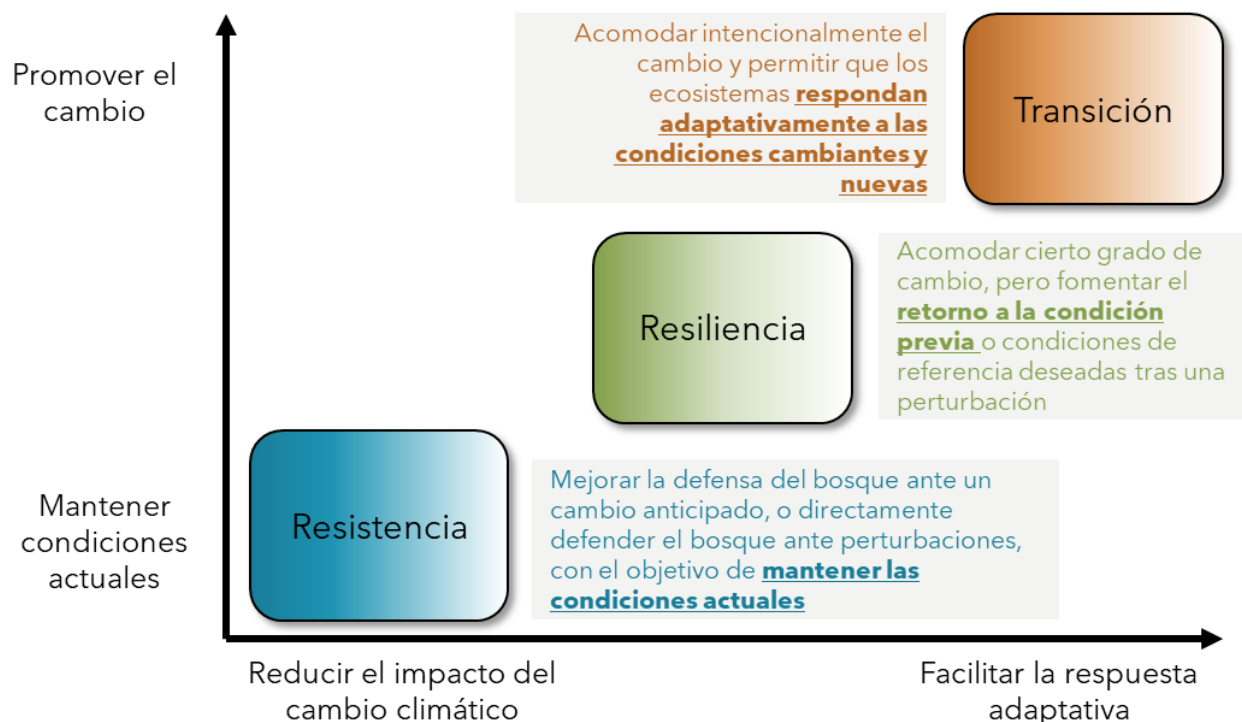 Promover el
cambio
Acomodar intencionalmente el
cambio y permitir que los
ecosistemas respondan
adaptativamente a las
condiciones cambiantes y
nuevas
Transición
Resiliencia
Acomodar cierto grado de
cambio, pero fomentar el
retorno a la condición
previa o condiciones de
referencia deseadas tras una
perturbación
Mantener
condiciones
actuales
Resistencia
Mejorar la defensa del bosque ante un
cambio anticipado, o directamente
defender el bosque ante perturbaciones,
con el objetivo de mantener las
condiciones actuales
Reducir el impacto del
cambio climático
Facilitar la respuesta
adaptativa